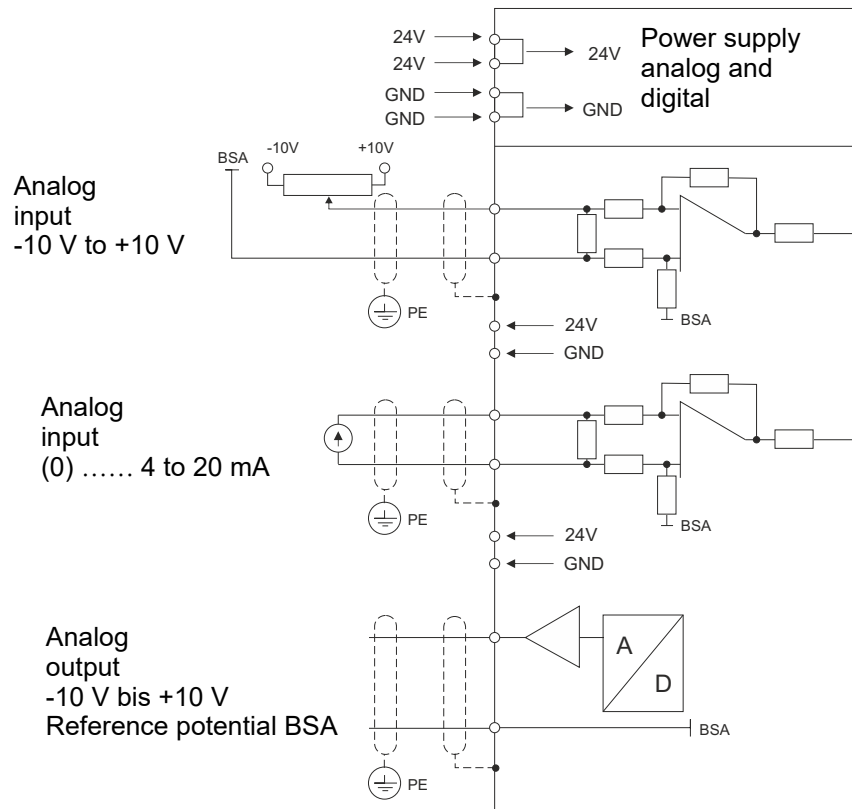 24V
24V
GND
GND
24V
GND
Power supply
analog and
digital
BSA
-10V
+10V
Analog
input
-10 V to +10 V
PE
BSA
24V
GND
Analog
input
(0) …… 4 to 20 mA
PE
BSA
24V
GND
Analog
output
-10 V bis +10 V
Reference potential BSA
A
D
BSA
PE